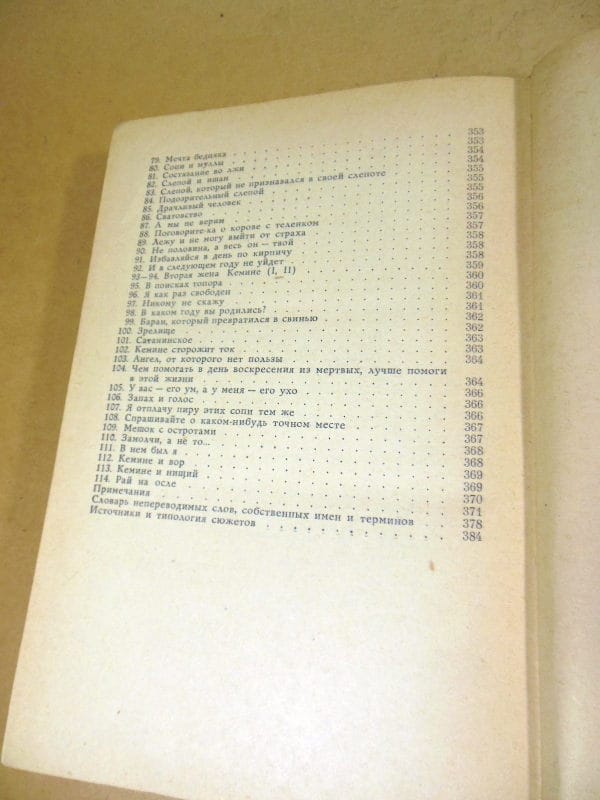 79. Мечта бедняка 353
80. Сопи и муллы 353
81. Состязание во лжи 354
82. Слепой и ишан 354
83. Слепой, который не признавался в своей слепоте 355
84. Подозрительный слепой 355
85. Драчливый человек 355
86. Сватовство 356
87. А мы не верим 356
88. Поговорите-ка о корове с теленком 357
89. Лежу и не могу выйти от страха 357
90. Не половина, а весь он — твой 358
91. Избавляйся в день по кирпичу 358
92. И в следующем году не уйдет 358
93—94. Вторая жена Кемине (I, II) 359
95. В поисках топора 360
96. Я как раз свободен 360
97. Никому не скажу 361
98. В каком году вы родились? 361
99. Баран, который превратился в свинью 362
100. Зрелище 362
101. Сатанинское 363
102. Кемине сторожит ток 363
103. Ангел, от которого нет пользы 364
104. Чем помогать в день воскресения из мертвых, лучше помоги
в этой жизни 364
105. У вас — его ум, а у меня — его ухо 366
106. Запах и голос 366
107. Я отплачу пиру этих сопи тем же 366
108. Спрашивайте о каком-нибудь точном месте 367
109. Мешок с остротами 367
110. Замолчи, а не то... 368
111. В нем был я 368
112. Кемине и вор 369
113. Кемине и нищий 369
114. Рай на осле 370
Примечания 371
Словарь непереводимых слов, собственных имен и терминов 378
Источники и типология сюжетов 384